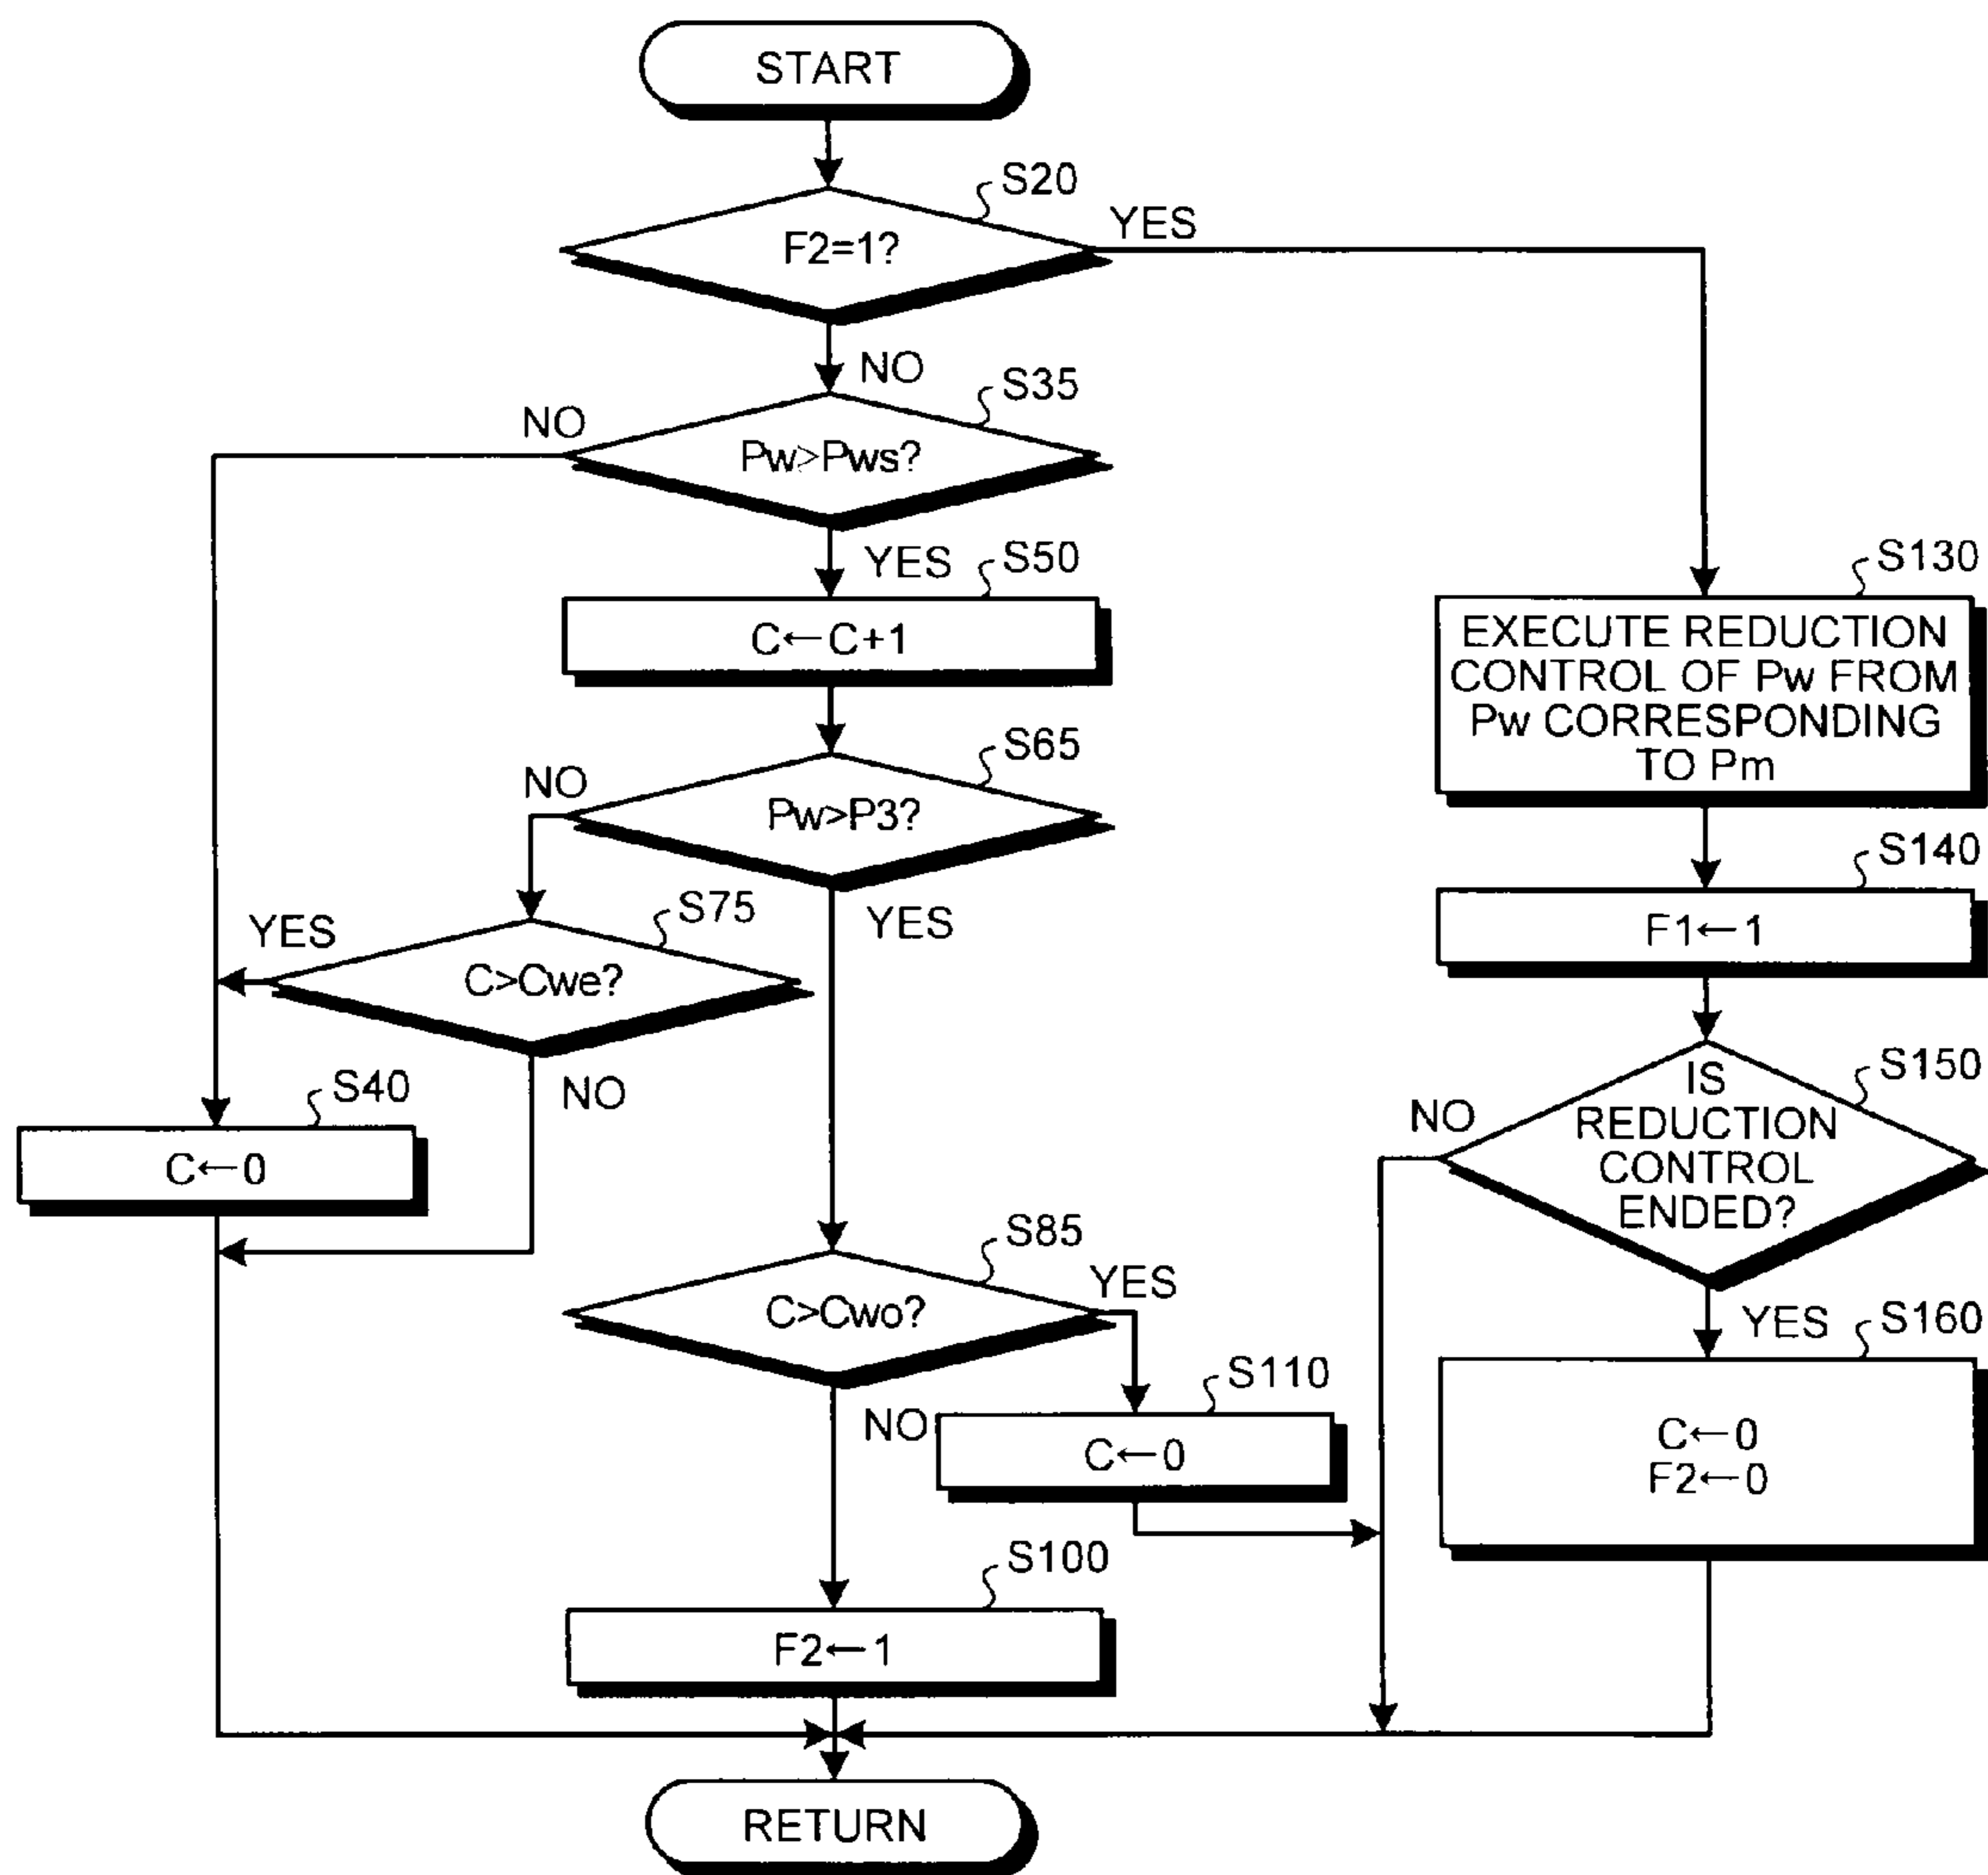 START
S20
F2=1?
YES
NO
S35
Pw>Pws?
NO
YES
S50
C←C+1
S65
Pw>P3?
NO
YES
S75
C>Cwe?
YES
NO
S40
C←0
S85
C>Cwo?
YES
NO
S110
C←0
S100
F2←1
S130
EXECUTE REDUCTION
CONTROL OF Pw FROM
Pw CORRESPONDING
TO Pm
S140
F1←1
S150
IS
REDUCTION
CONTROL
ENDED?
NO
YES
S160
C←0
F2←0
RETURN